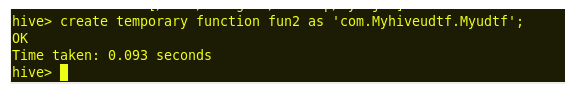 hive> create temporary function fun2 as 'com.Myhiveudtf.Myudtf';
OK
Time taken: 0.093 seconds
hive>